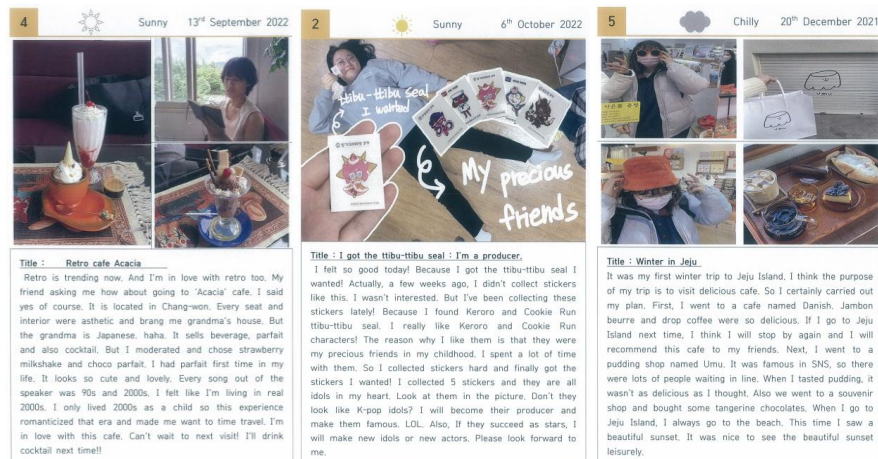 4
Sunny 13rd September 2022
Title : Retro cafe Acacia
Retro is trending now. And I'm in love with retro too. My
friend asking me how about going to 'Acacia' cafe. I said
yes of course. It is located in Chang-won. Every seat and
interior were asthetic and brang me grandma's house. But
the grandma is Japanese. haha. It sells beverage, parfait
and also cocktail. But I moderated and chose strawberry
milkshake and choco parfait. I had parfait first time in my
life. It looks so cute and lovely. Every song out of the
speaker was 90s and 2000s. I felt like I'm living in real
2000s. I only lived 2000s as a child so this experience
romanticized that era and made me want to time travel. I'm
in love with this cafe. Can't wait to next visit! I'll drink
cocktail next time!!
2
Sunny 6th October 2022
ttibu-ttibu seal
I wanted
My precious
friends
Title : I got the ttibu-ttibu seal : I'm a producer.
I felt so good today! Because I got the ttibu-ttibu seal I
wanted! Actually, a few weeks ago, I didn't collect stickers
like this. I wasn't interested. But I've been collecting these
stickers lately! Because I found Keroro and Cookie Run
ttibu-ttibu seal. I really like Keroro and Cookie Run
characters! The reason why I like them is that they were
my precious friends in my childhood. I spent a lot of time
with them. So I collected stickers hard and finally got the
stickers I wanted! I collected 5 stickers and they are all
idols in my heart. Look at them in the picture. Don't they
look like K-pop idols? I will become their producer and
make them famous. LOL. Also, If they succeed as stars, I
will make new idols or new actors. Please look forward to
me.
5
Chilly 20th December 2021
umu
Title : Winter in Jeju
It was my first winter trip to Jeju Island. I think the purpose
of my trip is to visit delicious cafe. So I certainly carried out
my plan. First, I went to a cafe named Danish. Jambon
beurre and drop coffee were so delicious. If I go to Jeju
Island next time, I think I will stop by again and I will
recommend this cafe to my friends. Next, I went to a
pudding shop named Umu. It was famous in SNS, so there
were lots of people waiting in line. When I tasted pudding, it
wasn't as delicious as I thought. Also we went to a souvenir
shop and bought some tangerine chocolates. When I go to
Jeju Island, I always go to the beach. This time I saw a
beautiful sunset. It was nice to see the beautiful sunset
leisurely.